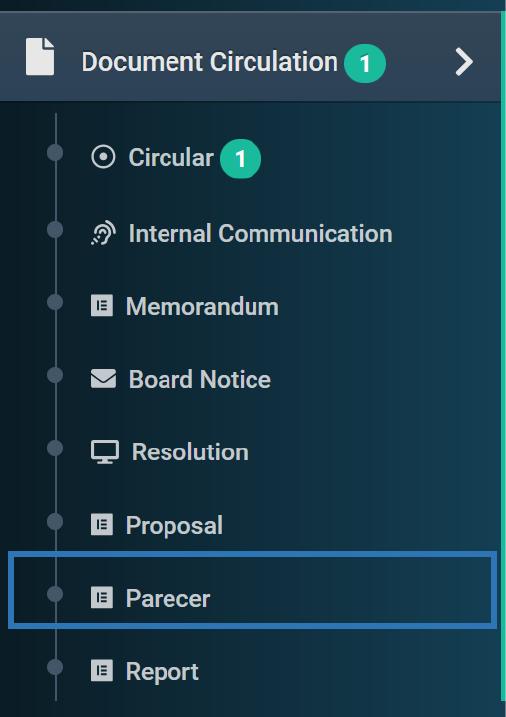 Document Circulation 1
Circular 1
Internal Communication
Memorandum
Board Notice
Resolution
Proposal
Parecer
Report